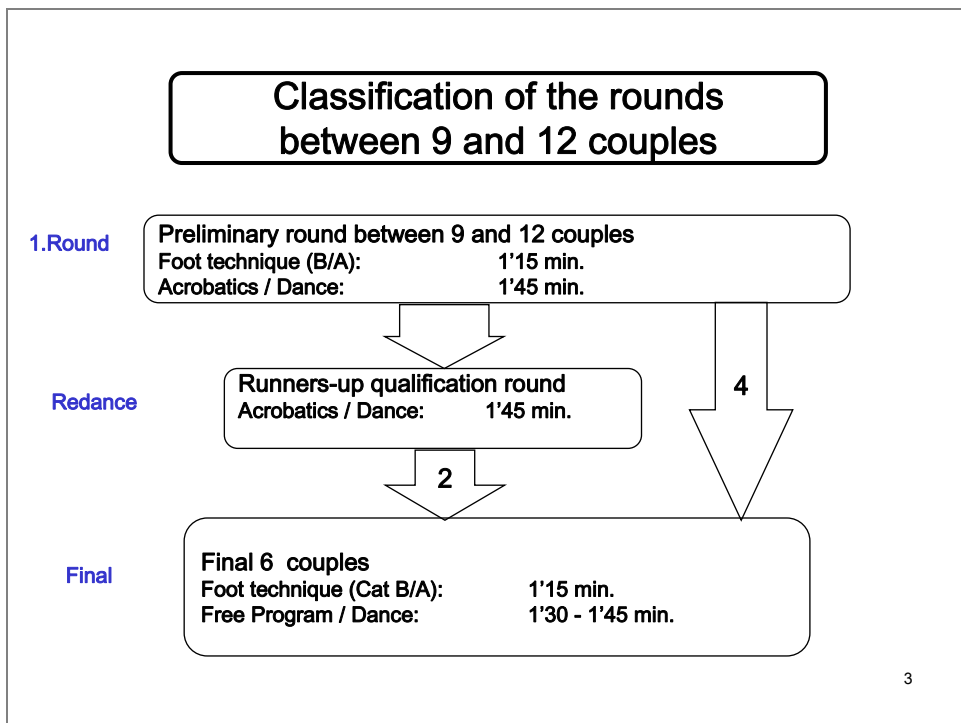 Classification of the rounds
between 9 and 12 couples
1.Round
Preliminary round between 9 and 12 couples
Foot technique (B/A): 1’15 min.
Acrobatics / Dance: 1’45 min.
Redance
Runners-up qualification round
Acrobatics / Dance: 1’45 min.
4
2
Final
Final 6 couples
Foot technique (Cat B/A): 1’15 min.
Free Program / Dance: 1’30 - 1’45 min.
3